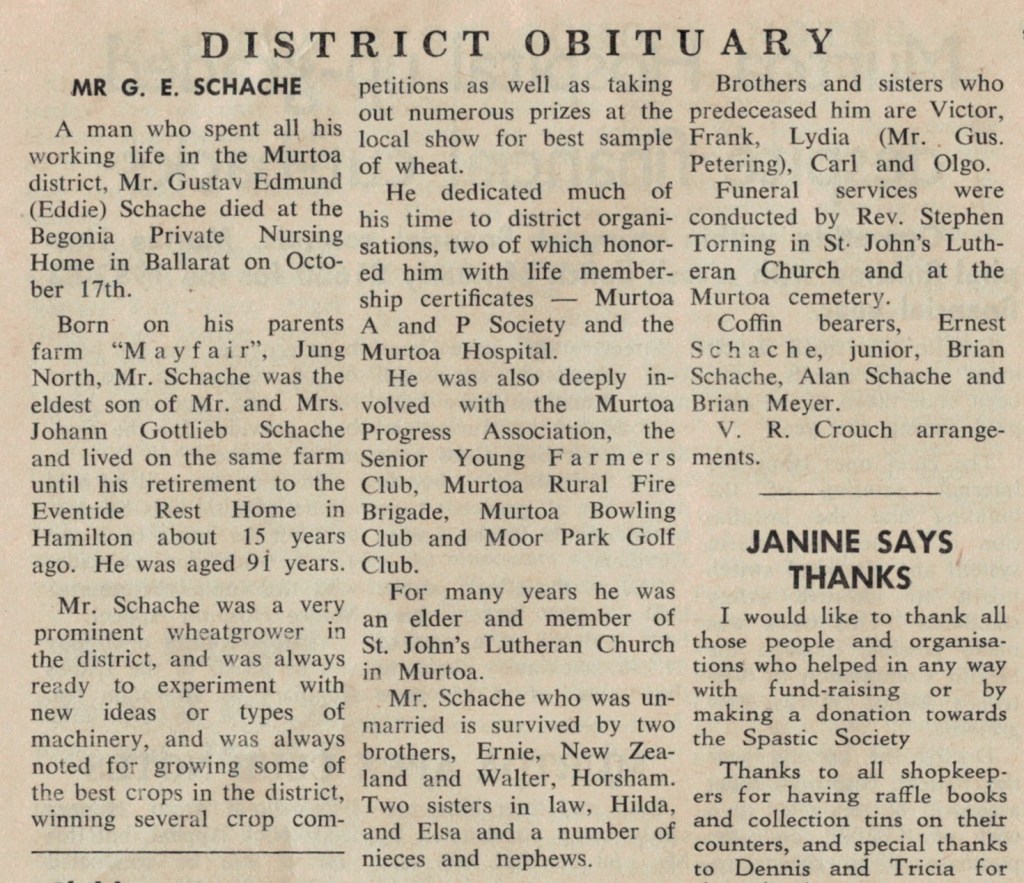 DISTRICT OBITUARY
MR G. E. SCHACHE
A man who spent all his
working life in the Murtoa
district, Mr. Gustav Edmund
(Eddie) Schache died at the
Begonia Private Nursing
Home in Ballarat on Octo-
ber 17th.
Born on his parents
farm "Mayfair", Jung
North, Mr. Schache was the
eldest son of Mr. and Mrs.
Johann Gottlieb Schache
and lived on the same farm
until his retirement to the
Eventide Rest Home in
Hamilton about 15 years
ago. He was aged 91 years.
Mr. Schache was a very
prominent wheatgrower in
the district, and was always
ready to experiment with
new ideas or types of
machinery, and was always
noted for growing some of
the best crops in the district,
winning several crop com-
petitions as well as taking
out numerous prizes at the
local show for best sample
of wheat.
He dedicated much of
his time to district organi-
sations, two of which honor-
ed him with life member-
ship certificates — Murtoa
A and P Society and the
Murtoa Hospital.
He was also deeply in-
volved with the Murtoa
Progress Association, the
Senior Young Farmers
Club, Murtoa Rural Fire
Brigade, Murtoa Bowling
Club and Moor Park Golf
Club.
For many years he was
an elder and member of
St. John's Lutheran Church
in Murtoa.
Mr. Schache who was un-
married is survived by two
brothers, Ernie, New Zea-
land and Walter, Horsham.
Two sisters in law, Hilda,
and Elsa and a number of
nieces and nephews.
Brothers and sisters who
predeceased him are Victor,
Frank, Lydia (Mr. Gus.
Petering), Carl and Olgo.
Funeral services were
conducted by Rev. Stephen
Torning in St. John's Luth-
eran Church and at the
Murtoa cemetery.
Coffin bearers, Ernest
Schache, junior, Brian
Schache, Alan Schache and
Brian Meyer.
V. R. Crouch arrange-
ments.
JANINE SAYS
THANKS
I would like to thank all
those people and organisa-
tions who helped in any way
with fund-raising or by
making a donation towards
the Spastic Society
Thanks to all shopkeep-
ers for having raffle books
and collection tins on their
counters, and special thanks
to Dennis and Tricia for